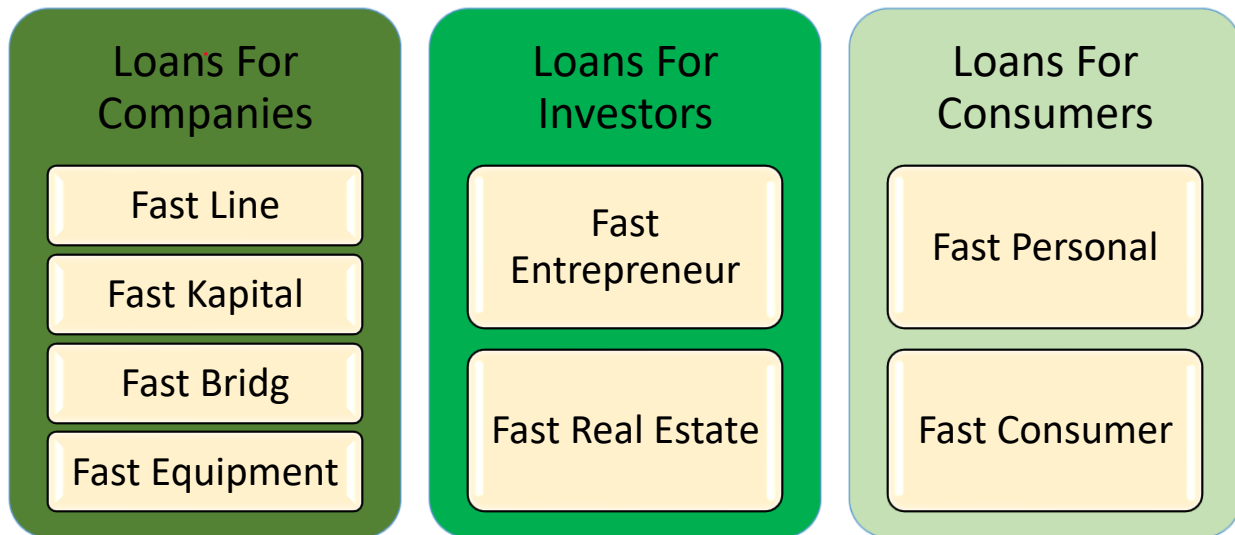 Loans For
Companies
Fast Line
Fast Kapital
Fast Bridg
Fast Equipment
Loans For
Investors
Fast
Entrepreneur
Fast Real Estate
Loans For
Consumers
Fast Personal
Fast Consumer